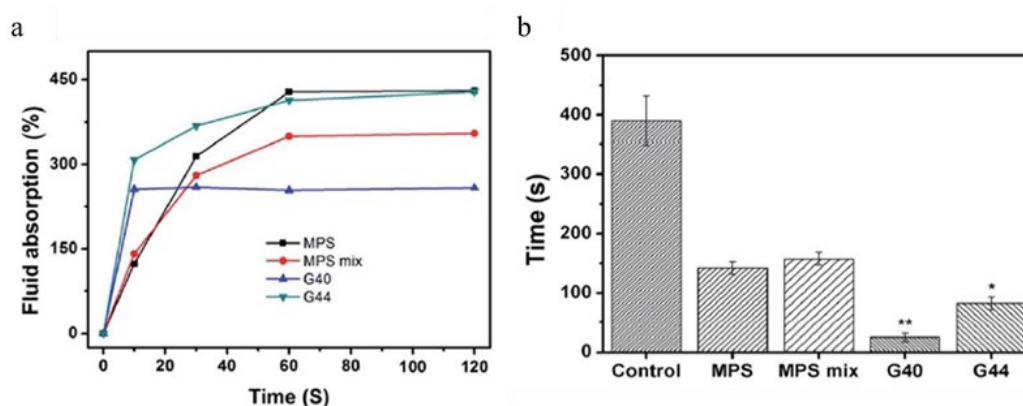 a
Fluid absorption (%)
450
300
150
0
MPS
MPS mix
G40
G44
0 20 40 60 80 100 120
Time (S)
b
Time (s)
500
400
300
200
100
0
**
*
Control MPS MPS mix G40 G44